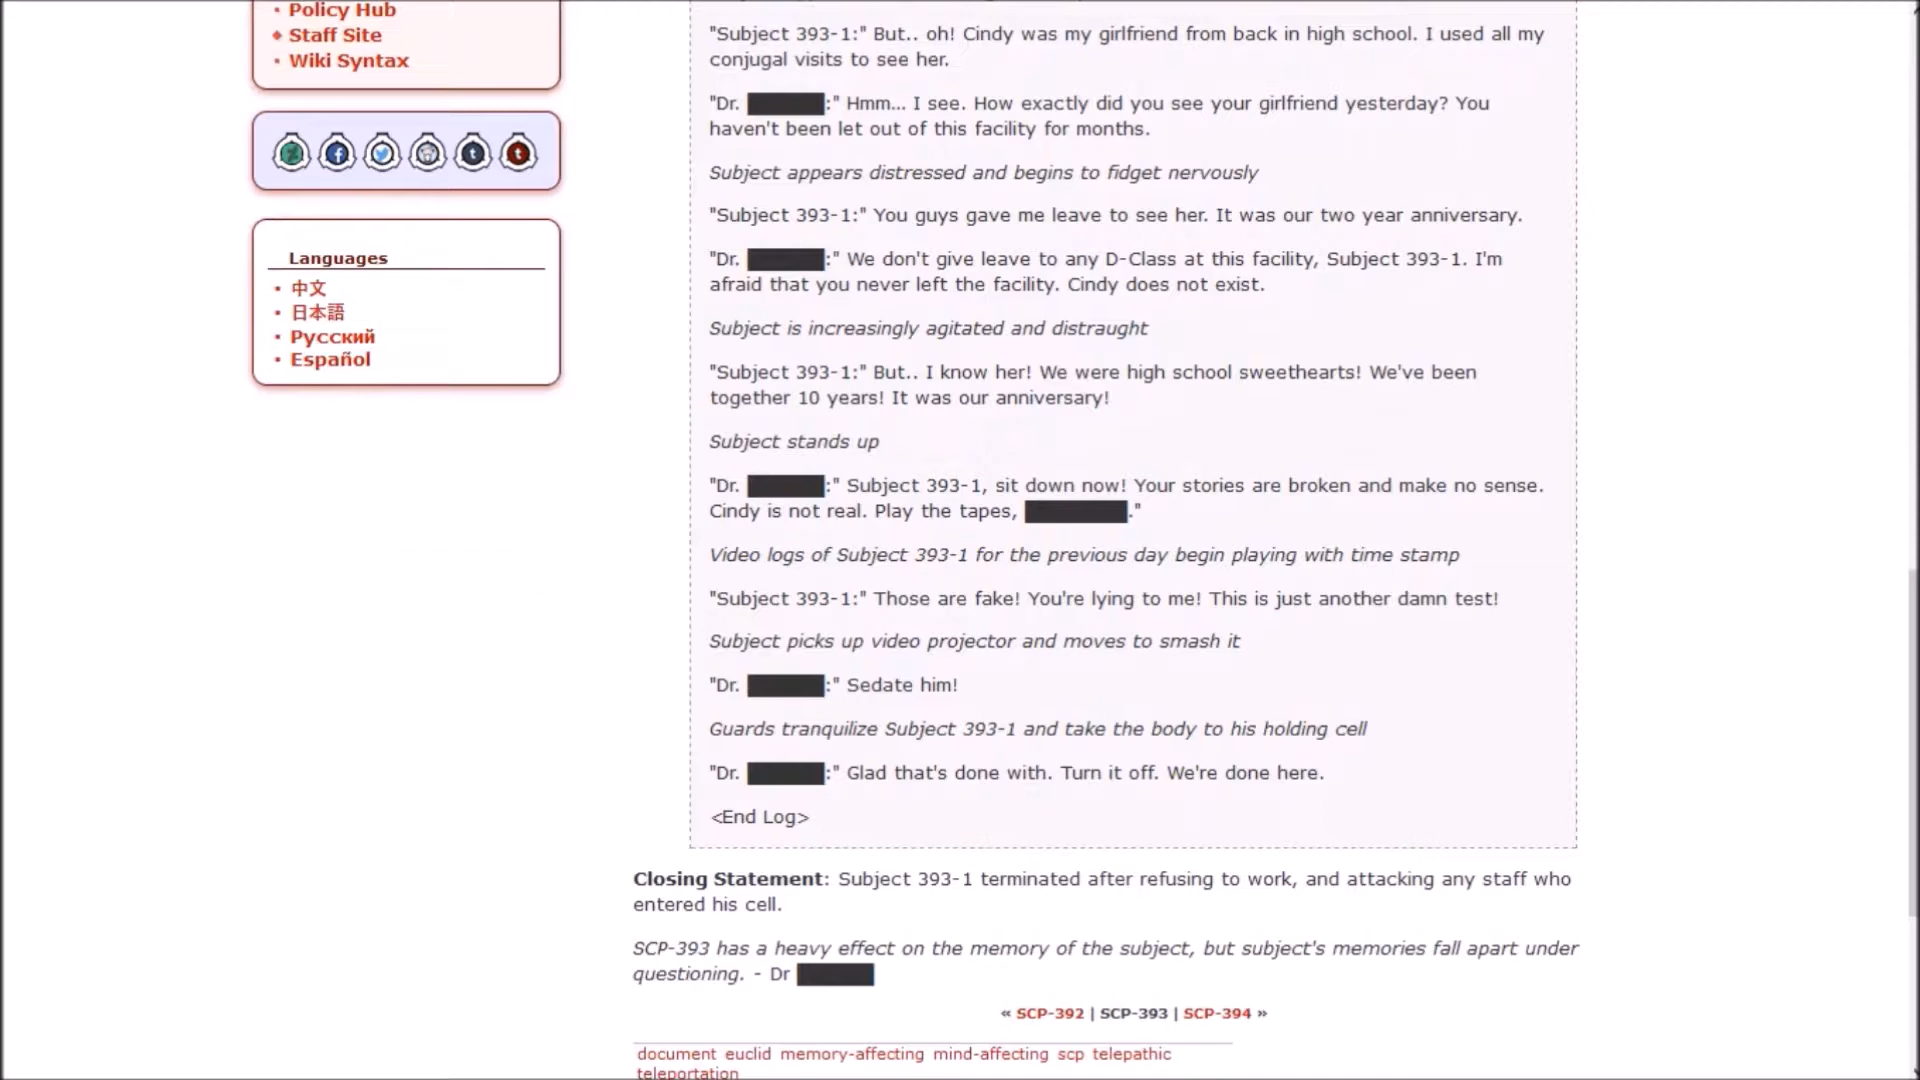 Policy Hub
Staff Site
Wiki Syntax
Languages
中文
日本語
Русский
Español
"Subject 393-1:" But.. oh! Cindy was my girlfriend from back in high school. I used all my
conjugal visits to see her.
"Dr. ██████:" Hmm... I see. How exactly did you see your girlfriend yesterday? You
haven't been let out of this facility for months.
Subject appears distressed and begins to fidget nervously
"Subject 393-1:" You guys gave me leave to see her. It was our two year anniversary.
"Dr. ██████:" We don't give leave to any D-Class at this facility, Subject 393-1. I'm
afraid that you never left the facility. Cindy does not exist.
Subject is increasingly agitated and distraught
"Subject 393-1:" But.. I know her! We were high school sweethearts! We've been
together 10 years! It was our anniversary!
Subject stands up
"Dr. ██████:" Subject 393-1, sit down now! Your stories are broken and make no sense.
Cindy is not real. Play the tapes, ████████."
Video logs of Subject 393-1 for the previous day begin playing with time stamp
"Subject 393-1:" Those are fake! You're lying to me! This is just another damn test!
Subject picks up video projector and moves to smash it
"Dr. ██████:" Sedate him!
Guards tranquilize Subject 393-1 and take the body to his holding cell
"Dr. ██████:" Glad that's done with. Turn it off. We're done here.
<End Log>
Closing Statement: Subject 393-1 terminated after refusing to work, and attacking any staff who
entered his cell.
SCP-393 has a heavy effect on the memory of the subject, but subject's memories fall apart under
questioning. - Dr ██████
« SCP-392 | SCP-393 | SCP-394 »
document euclid memory-affecting mind-affecting scp telepathic
teleportation